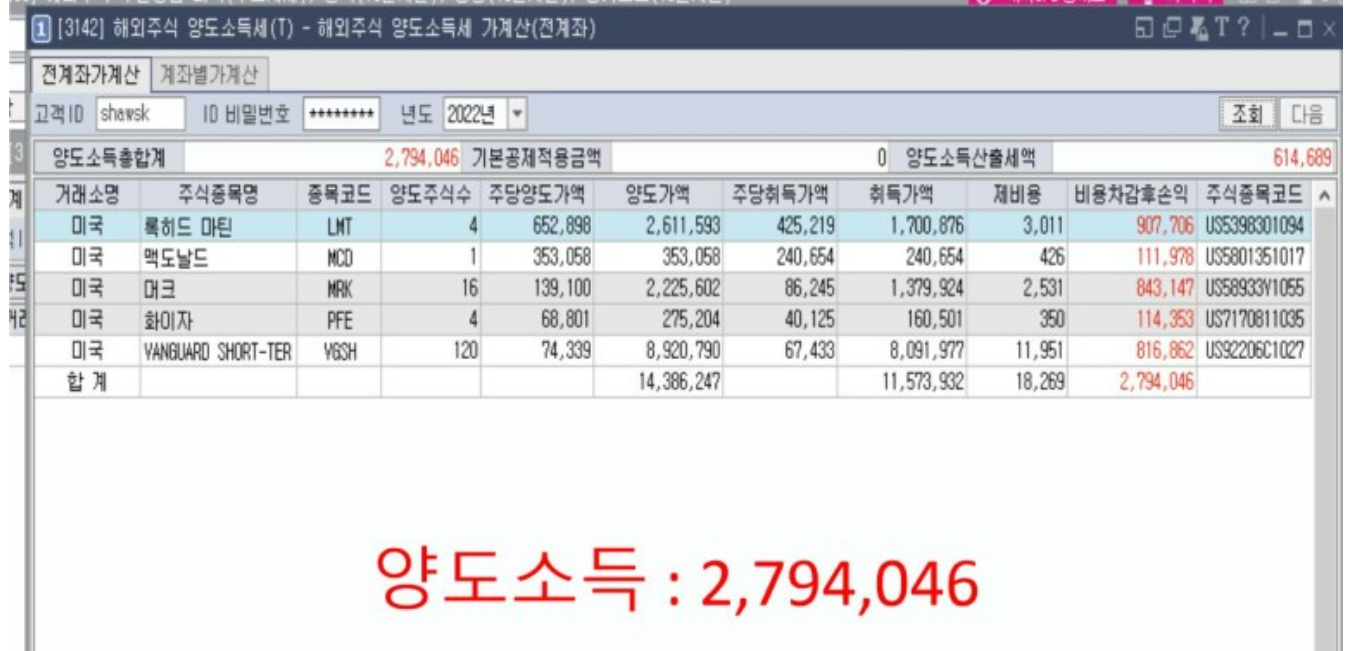 1 [3142] 해외주식 양도소득세(T) - 해외주식 양도소득세 가계산(전계좌) T ?
전계좌가계산 계좌별가계산
고객ID shawsk ID 비밀번호 ******** 년도 2022년 조회 다음
양도소득총합계 2,794,046 기본공제적용금액 0 양도소득산출세액 614,689
거래소명 주식종목명 종목코드 양도주식수 주당양도가액 양도가액 주당취득가액 취득가액 제비용 비용차감후손익 주식종목코드
미국 록히드 마틴 LMT 4 652,898 2,611,593 425,219 1,700,876 3,011 907,706 US5398301094
미국 맥도날드 MCD 1 353,058 353,058 240,654 240,654 426 111,978 US5801351017
미국 머크 MRK 16 139,100 2,225,602 86,245 1,379,924 2,531 843,147 US58933Y1055
미국 화이자 PFE 4 68,801 275,204 40,125 160,501 350 114,353 US7170811035
미국 VANGUARD SHORT-TER VGSH 120 74,339 8,920,790 67,433 8,091,977 11,951 816,862 US92206C1027
합 계 14,386,247 11,573,932 18,269 2,794,046
양도소득 : 2,794,046